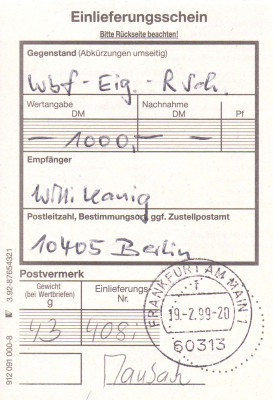 Einlieferungsschein
Bitte Rückseite beachten!
Gegenstand (Abkürzungen umseitig)
Wbf - Eig. - R Sch.
Wertangabe
DM
Nachnahme
DM
Pf
— 1000,— — —
Empfänger
Willi Kanig
Postleitzahl, Bestimmungsort, ggf. Zustellpostamt
10405 Berlin
Postvermerk
Gewicht
(bei Wertbriefen)
g
Einlieferungs-
Nr.
43
408
FRANKFURT AM MAIN 1
f
19.-2.99-20
60313
912 091 000-8
3.92-87654321